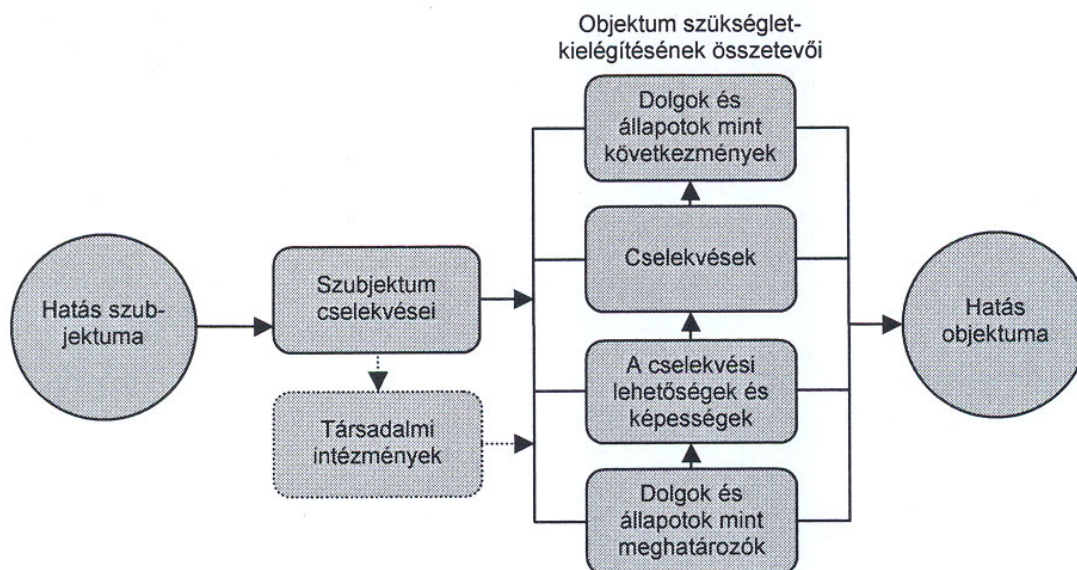 Objektum szükséglet-
kielégítésének összetevői
Dolgok és
állapotok mint
következmények
Cselekvések
A cselekvési
lehetőségek és
képességek
Dolgok és
állapotok mint
meghatározók
Hatás szub-
jektuma
Szubjektum
cselekvései
Társadalmi
intézmények
Hatás
objektuma